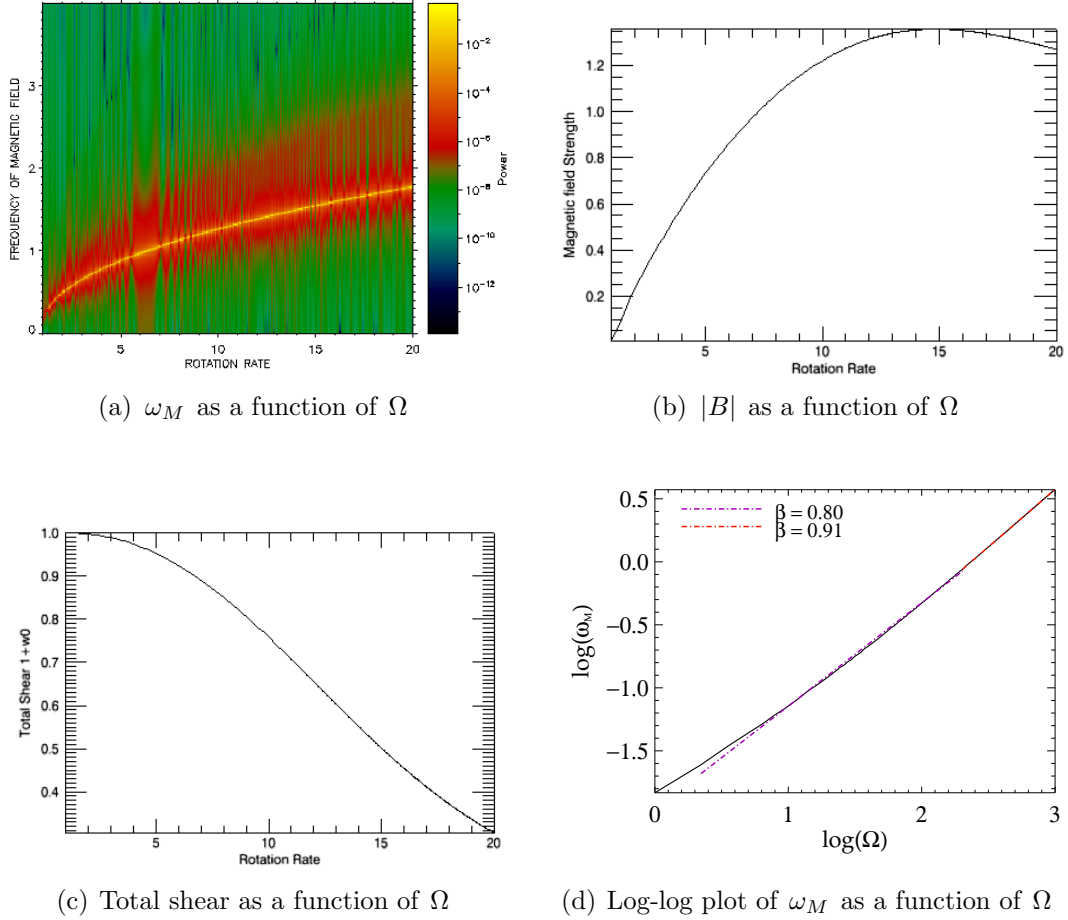 FREQUENCY OF MAGNETIC FIELD
3
2
1
0
5
10
15
20
ROTATION RATE
10⁻²
10⁻⁴
10⁻⁶
10⁻⁸
10⁻¹⁰
10⁻¹²
Power
(a) ω_M as a function of Ω
Magnetic field Strength
1.2
1.0
0.8
0.6
0.4
0.2
5
10
15
20
Rotation Rate
(b) |B| as a function of Ω
Total Shear 1+w0
1.0
0.9
0.8
0.7
0.6
0.5
0.4
5
10
15
20
Rotation Rate
(c) Total shear as a function of Ω
log(ω_M)
0.5
0.0
−0.5
−1.0
−1.5
β = 0.80
β = 0.91
0
1
2
3
log(Ω)
(d) Log-log plot of ω_M as a function of Ω